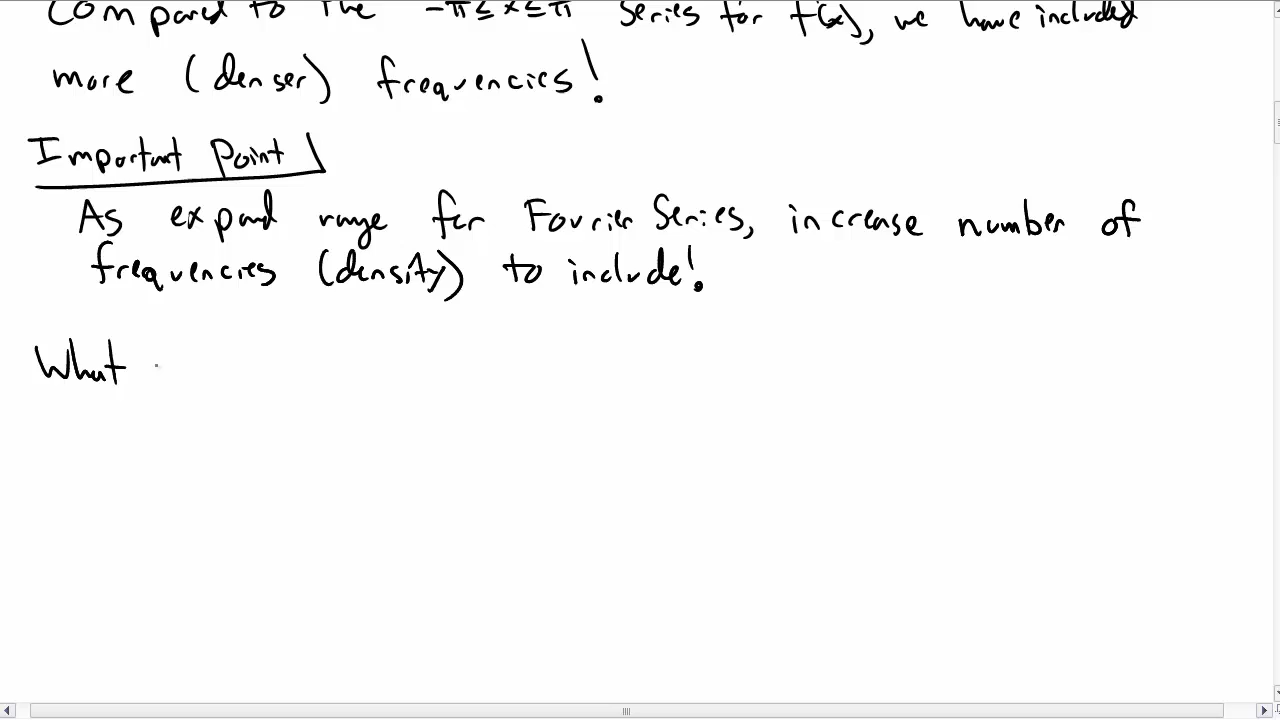 Compared to the -π ≤ x ≤ π series for f(x), we have included
more (denser) frequencies!
Important Point
As expand range for Fourier Series, increase number of
frequencies (density) to include!
What